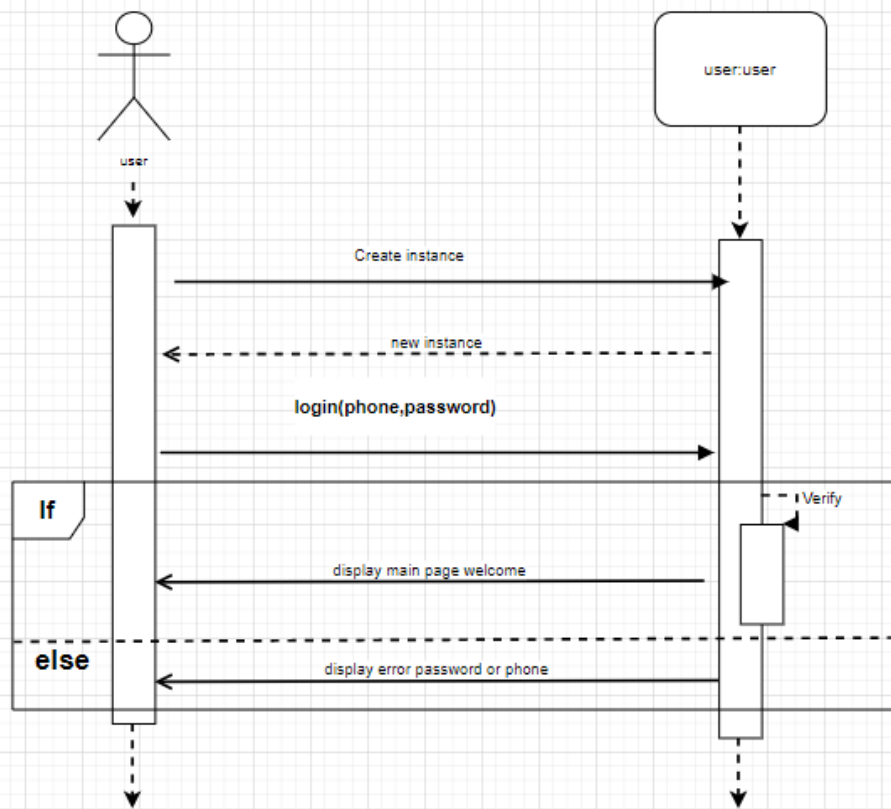 user:user
user
Create instance
new instance
login(phone,password)
If
Verify
display main page welcome
else
display error password or phone